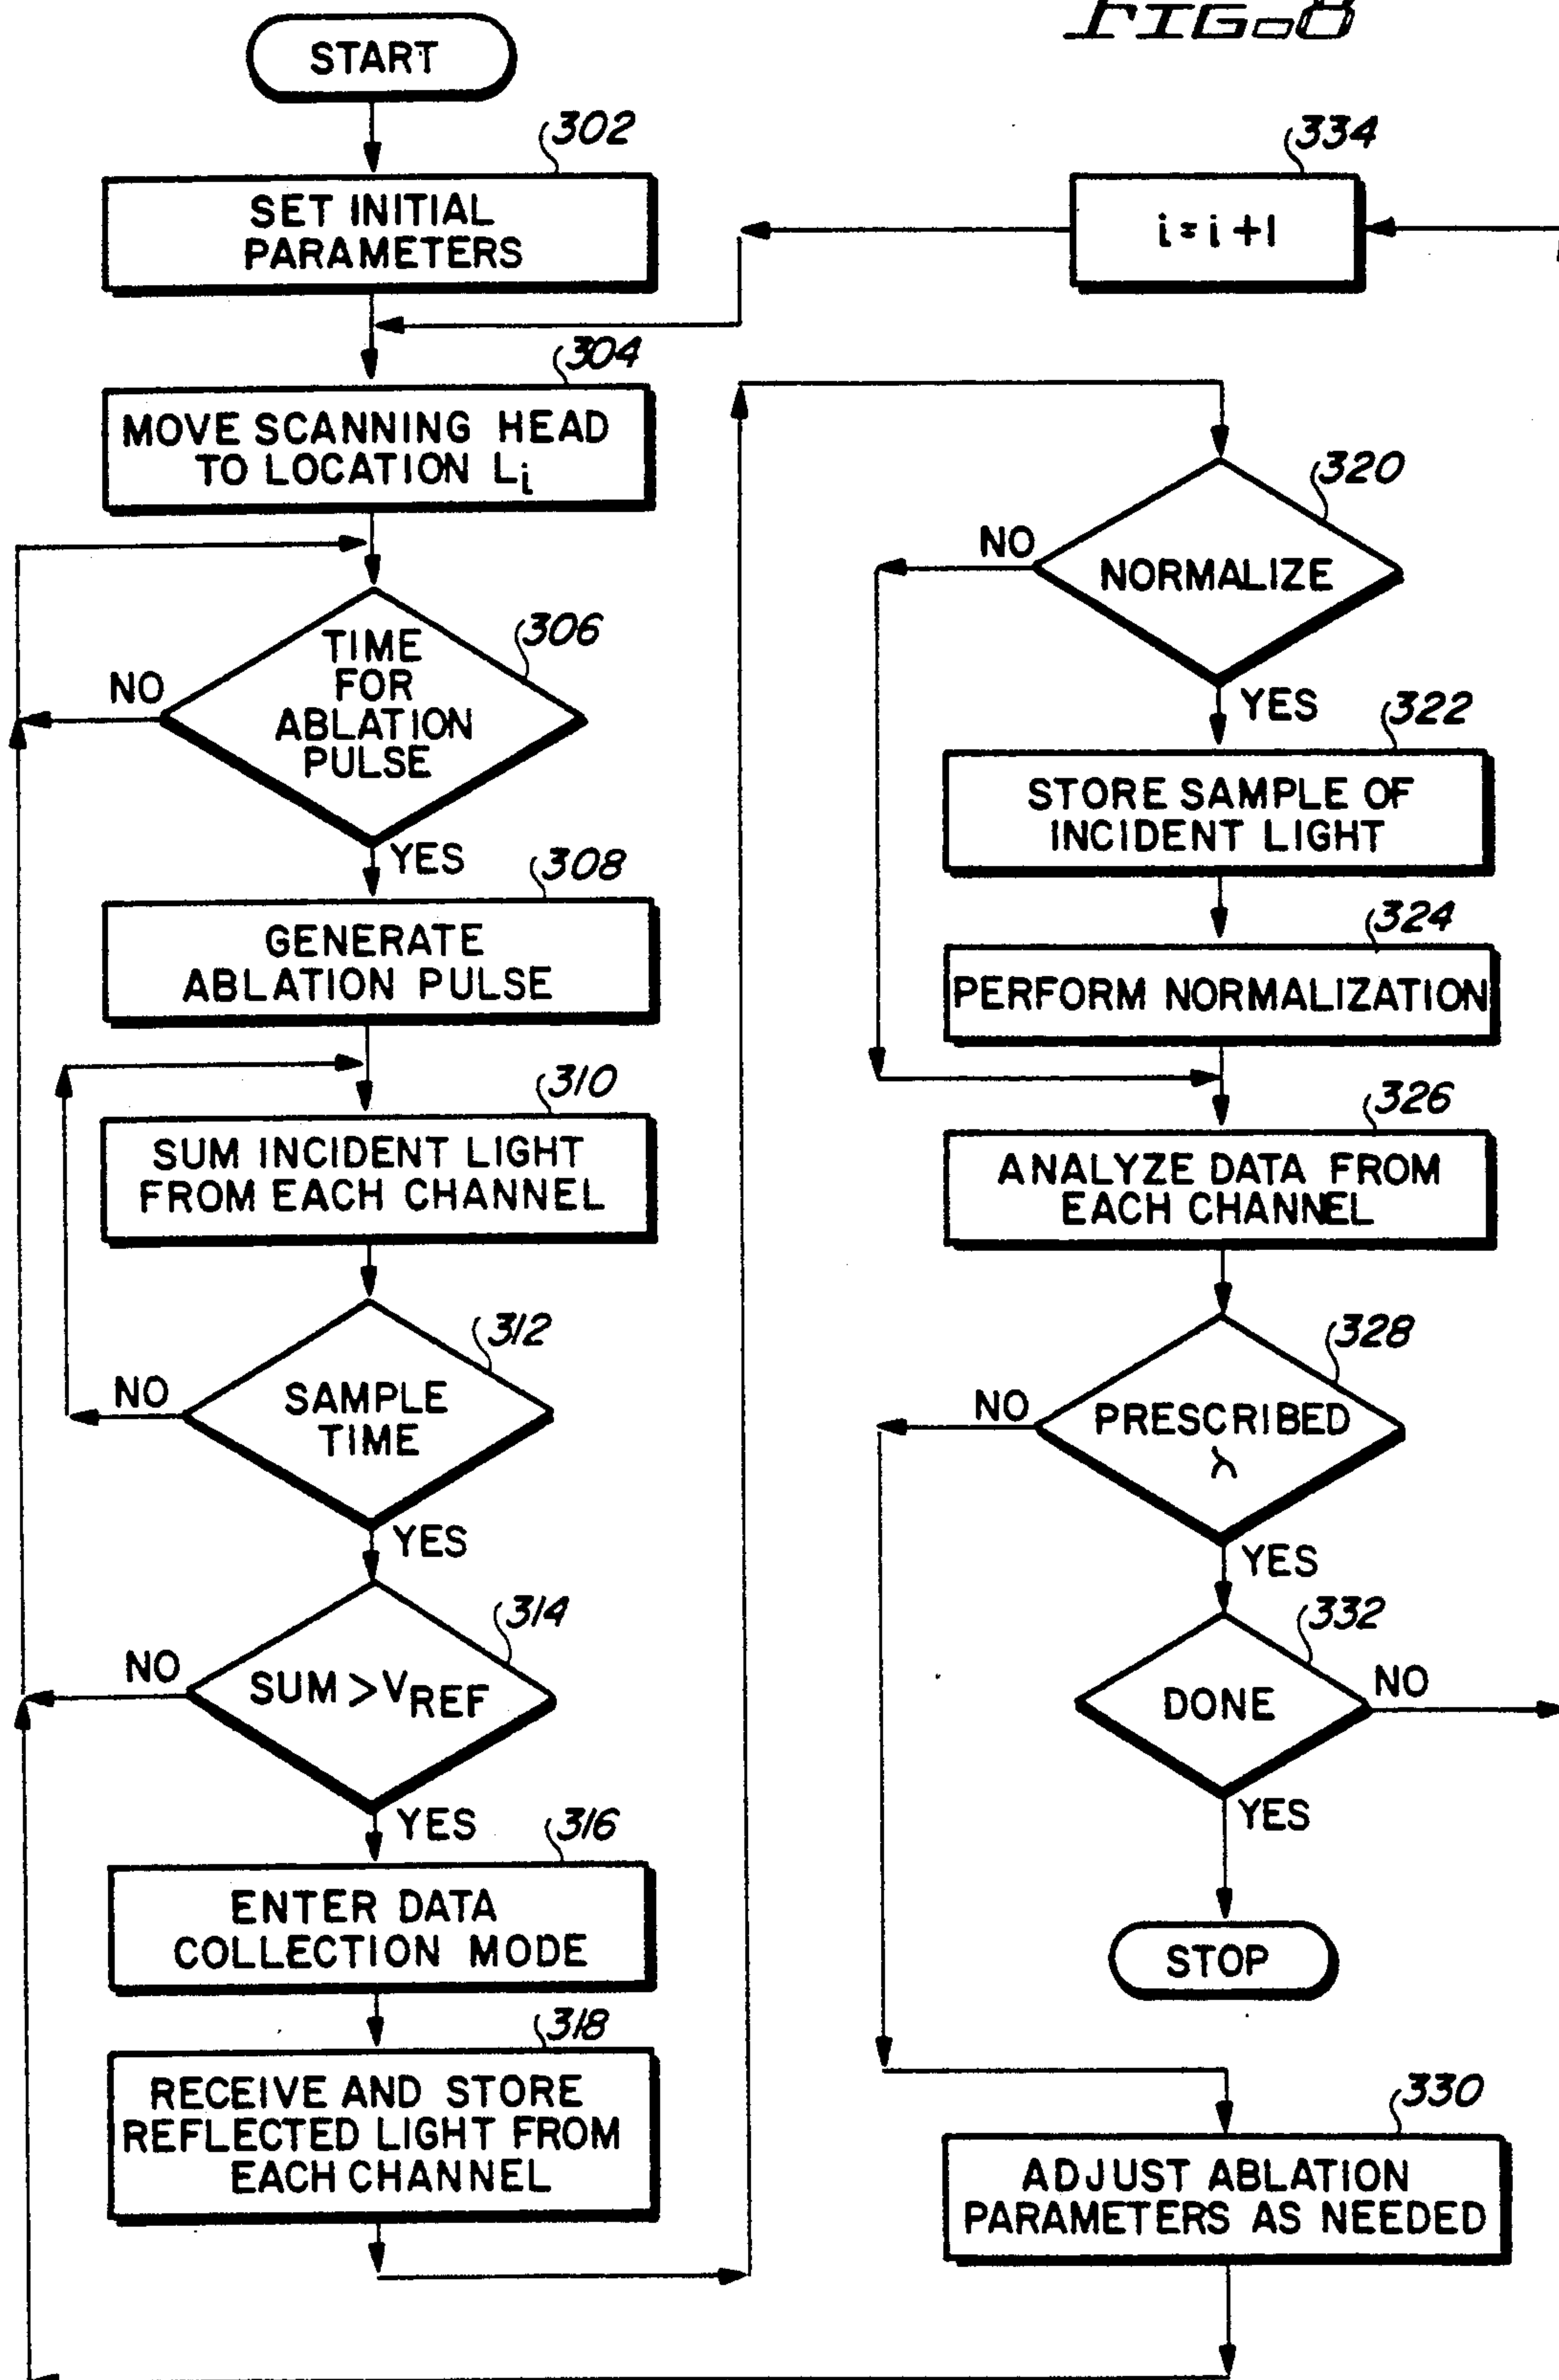 FIG. 8
START
302
SET INITIAL
PARAMETERS
304
MOVE SCANNING HEAD
TO LOCATION Li
306
TIME
FOR
ABLATION
PULSE
NO
YES
308
GENERATE
ABLATION PULSE
310
SUM INCIDENT LIGHT
FROM EACH CHANNEL
312
SAMPLE
TIME
NO
YES
314
SUM > VREF
NO
YES
316
ENTER DATA
COLLECTION MODE
318
RECEIVE AND STORE
REFLECTED LIGHT FROM
EACH CHANNEL
334
i = i + 1
320
NORMALIZE
NO
YES
322
STORE SAMPLE OF
INCIDENT LIGHT
324
PERFORM NORMALIZATION
326
ANALYZE DATA FROM
EACH CHANNEL
328
PRESCRIBED
λ
NO
YES
332
DONE
NO
YES
STOP
330
ADJUST ABLATION
PARAMETERS AS NEEDED